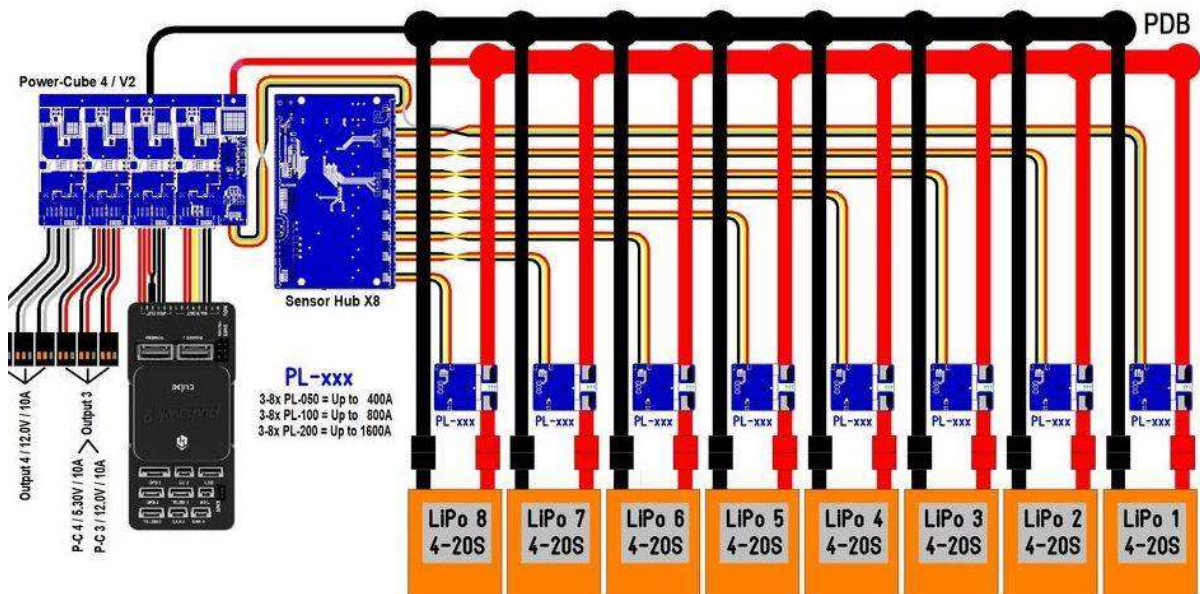 PDB
Power-Cube 4 / V2
Sensor Hub X8
PL-xxx
3-8x PL-050 = Up to 400A
3-8x PL-100 = Up to 800A
3-8x PL-200 = Up to 1600A
Output 4 / 12.0V / 10A
P-C 4 / 5.30V / 10A
P-C 3 / 12.0V / 10A
Output 3
PL-xxx
PL-xxx
PL-xxx
PL-xxx
PL-xxx
PL-xxx
PL-xxx
PL-xxx
LiPo 8
4-20S
LiPo 7
4-20S
LiPo 6
4-20S
LiPo 5
4-20S
LiPo 4
4-20S
LiPo 3
4-20S
LiPo 2
4-20S
LiPo 1
4-20S